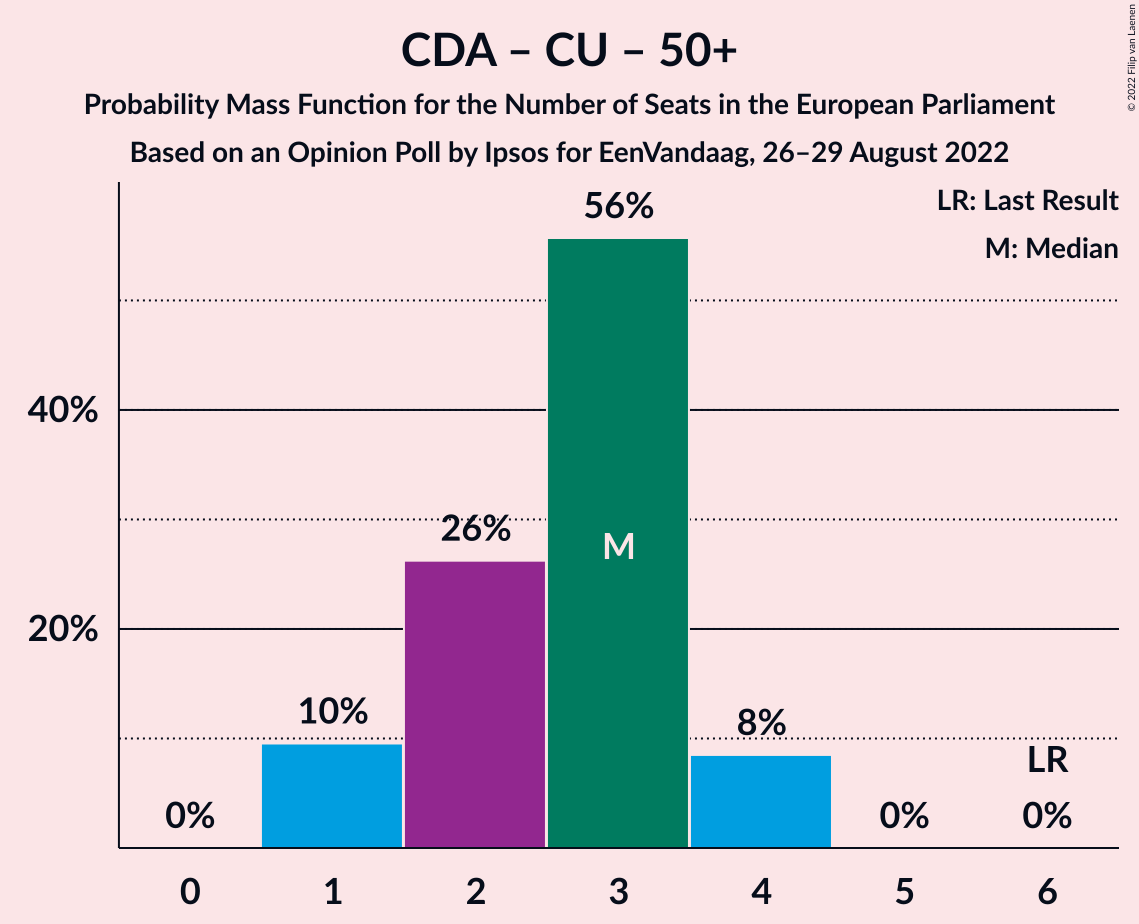 CDA – CU – 50+
Probability Mass Function for the Number of Seats in the European Parliament
Based on an Opinion Poll by Ipsos for EenVandaag, 26–29 August 2022
© 2022 Filip van Laenen
LR: Last Result
M: Median
56%
40%
26%
M
20%
10%
8%
LR
0%
0%
0%
0 1 2 3 4 5 6